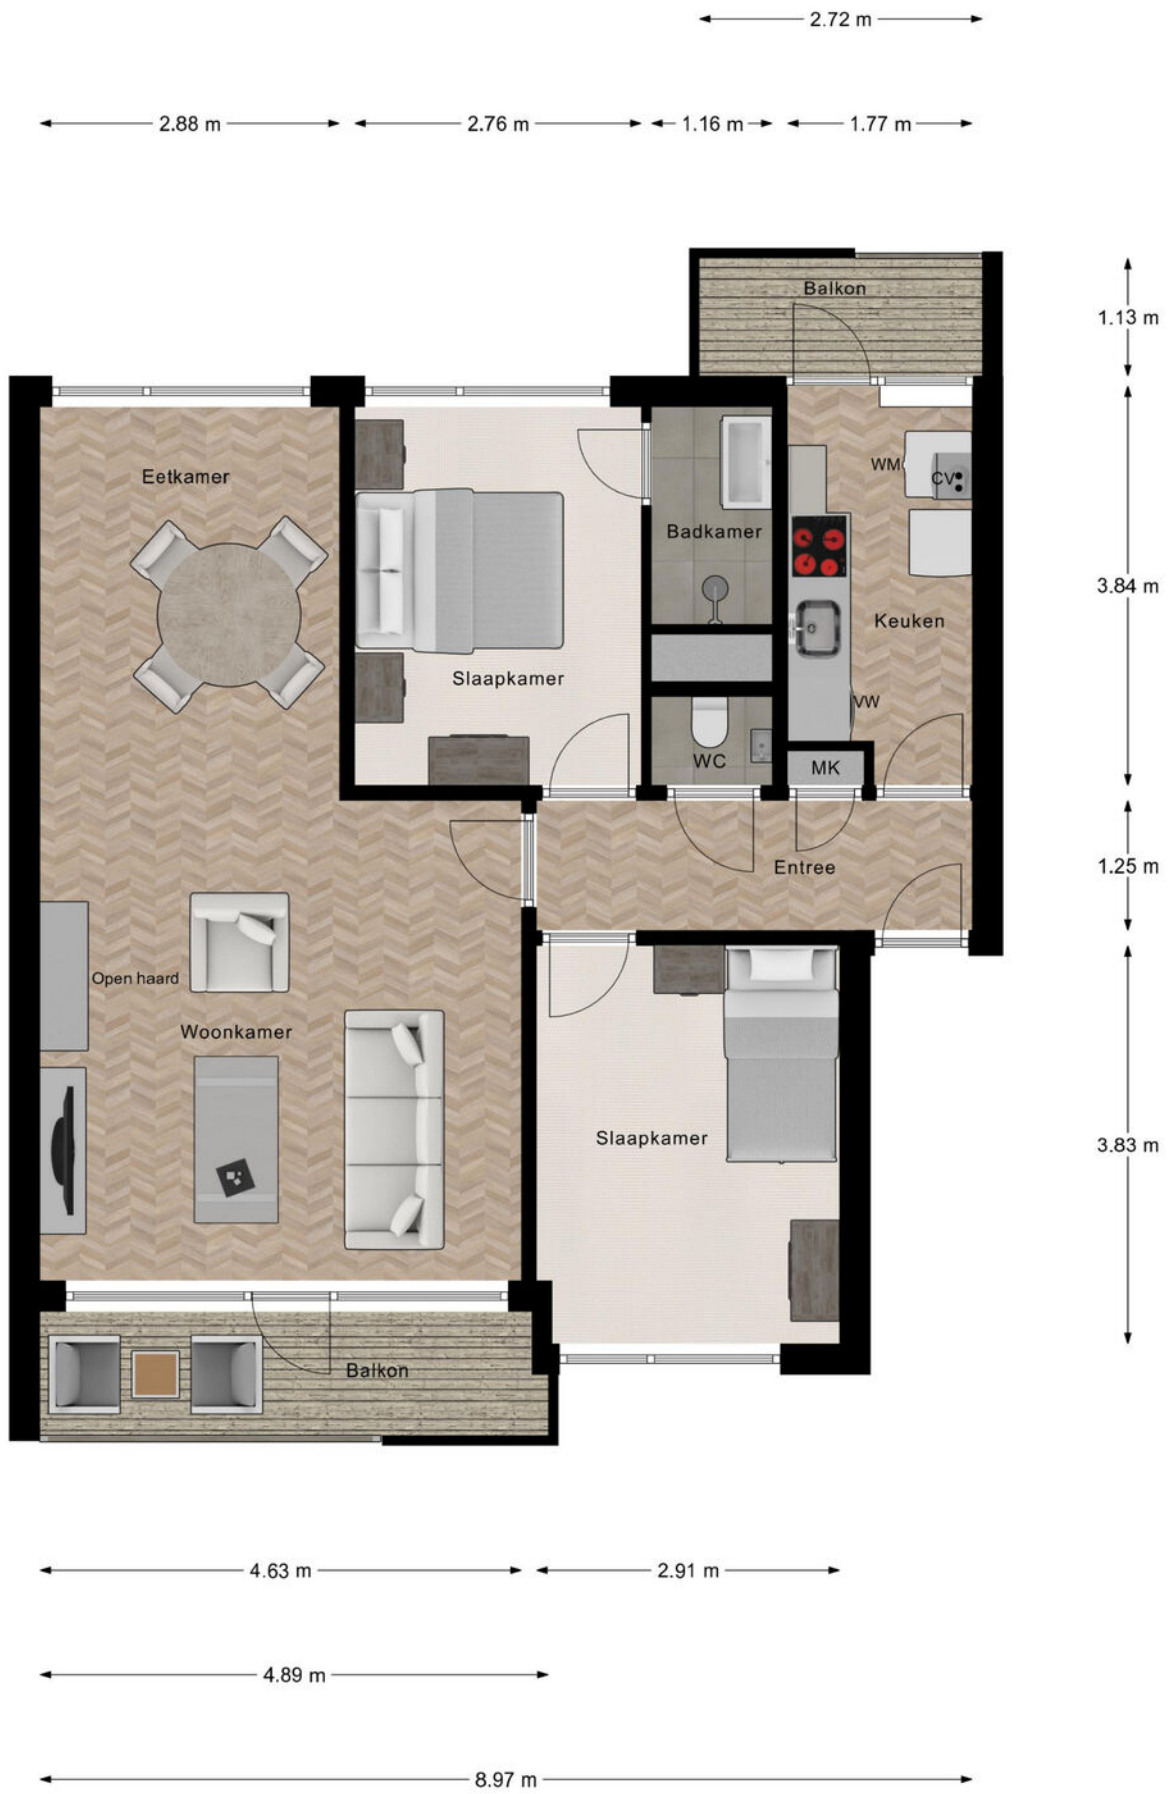 2.72 m
2.88 m
2.76 m
1.16 m
1.77 m
Balkon
1.13 m
Eetkamer
WM
CV
Badkamer
3.84 m
Keuken
Slaapkamer
VW
WC
MK
Entree
1.25 m
Open haard
Woonkamer
Slaapkamer
3.83 m
Balkon
4.63 m
2.91 m
4.89 m
8.97 m